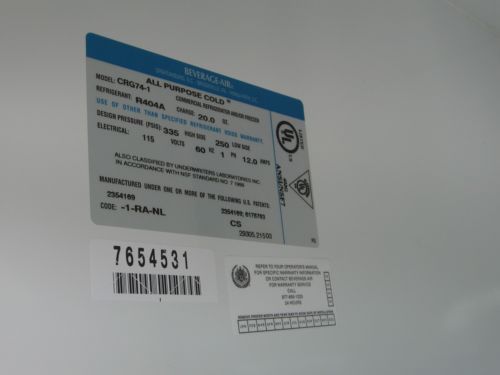 BEVERAGE-AIR®
ALL PURPOSE COLD™
MODEL: CRG74-1 COMMERCIAL REFRIGERATOR AND/OR FREEZER
REFRIGERANT: R404A CHARGE: 20.0 OZ.
USE OF OTHER THAN SPECIFIED REFRIGERANT VOIDS WARRANTY.
DESIGN PRESSURE (PSIG) 335 HIGH SIDE 250 LOW SIDE
ELECTRICAL: 115 VOLTS 60 HZ 1 PH 12.0 AMPS
ALSO CLASSIFIED BY UNDERWRITERS LABORATORIES INC.
IN ACCORDANCE WITH NSF STANDARD NO. 7
MANUFACTURED UNDER ONE OR MORE OF THE FOLLOWING U.S. PATENTS:
2354169
CODE: -1-RA-NL
CS
UL
LISTED
7654531
REFER TO YOUR OPERATOR'S MANUAL
FOR SPECIFIC WARRANTY INFORMATION
OR CONTACT BEVERAGE AIR
FOR WARRANTY SERVICE
CALL
24 HOURS